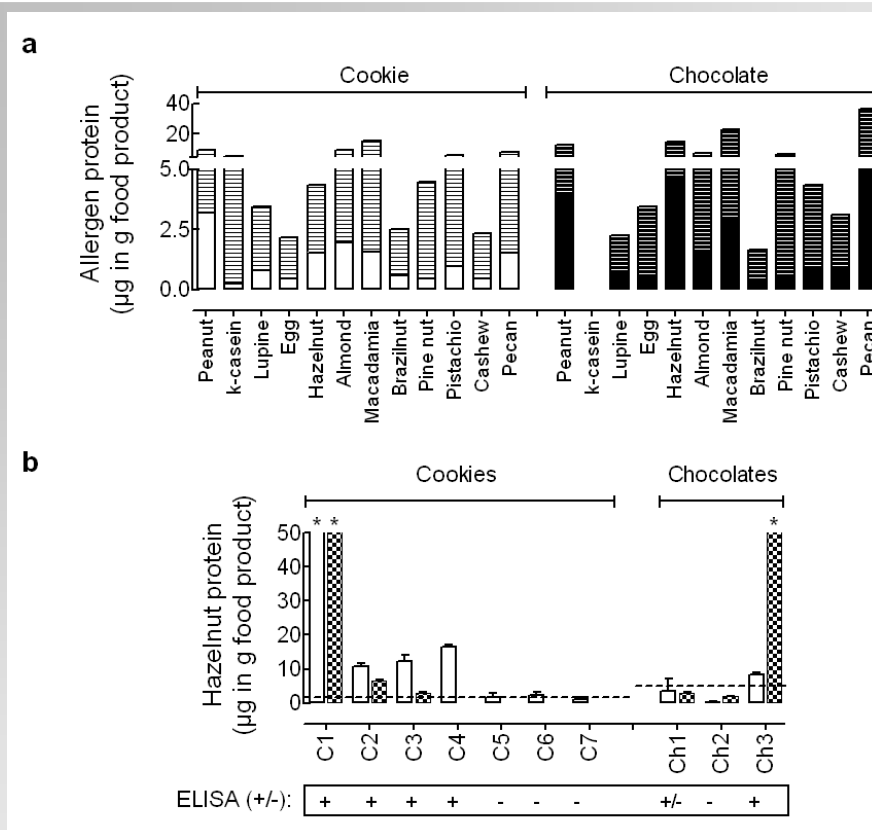 a
Cookie Chocolate
Allergen protein
(µg in g food product)
40
20
5.0
2.5
0.0
Peanut k-casein Lupine Egg Hazelnut Almond Macadamia Brazilnut Pine nut Pistachio Cashew Pecan Peanut k-casein Lupine Egg Hazelnut Almond Macadamia Brazilnut Pine nut Pistachio Cashew Pecan
b
Cookies Chocolates
Hazelnut protein
(µg in g food product)
* * *
50
40
30
20
10
0
C1 C2 C3 C4 C5 C6 C7 Ch1 Ch2 Ch3
ELISA (+/-): + + + + - - - +/- - +